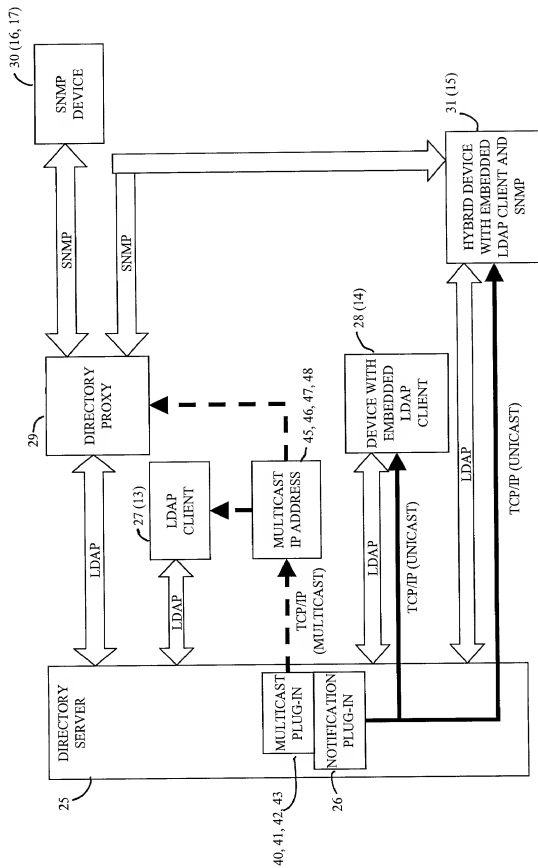 25
DIRECTORY
SERVER
40, 41, 42, 43
MULTICAST
PLUG-IN
NOTIFICATION
PLUG-IN
26
LDAP
29
DIRECTORY
PROXY
SNMP
SNMP
30 (16, 17)
SNMP
DEVICE
LDAP
27 (13)
LDAP
CLIENT
TCP/IP
(MULTICAST)
MULTICAST
IP ADDRESS
45, 46, 47, 48
LDAP
28 (14)
DEVICE WITH
EMBEDDED
LDAP
CLIENT
TCP/IP (UNICAST)
LDAP
31 (15)
HYBRID DEVICE
WITH EMBEDDED
LDAP CLIENT AND
SNMP
TCP/IP (UNICAST)